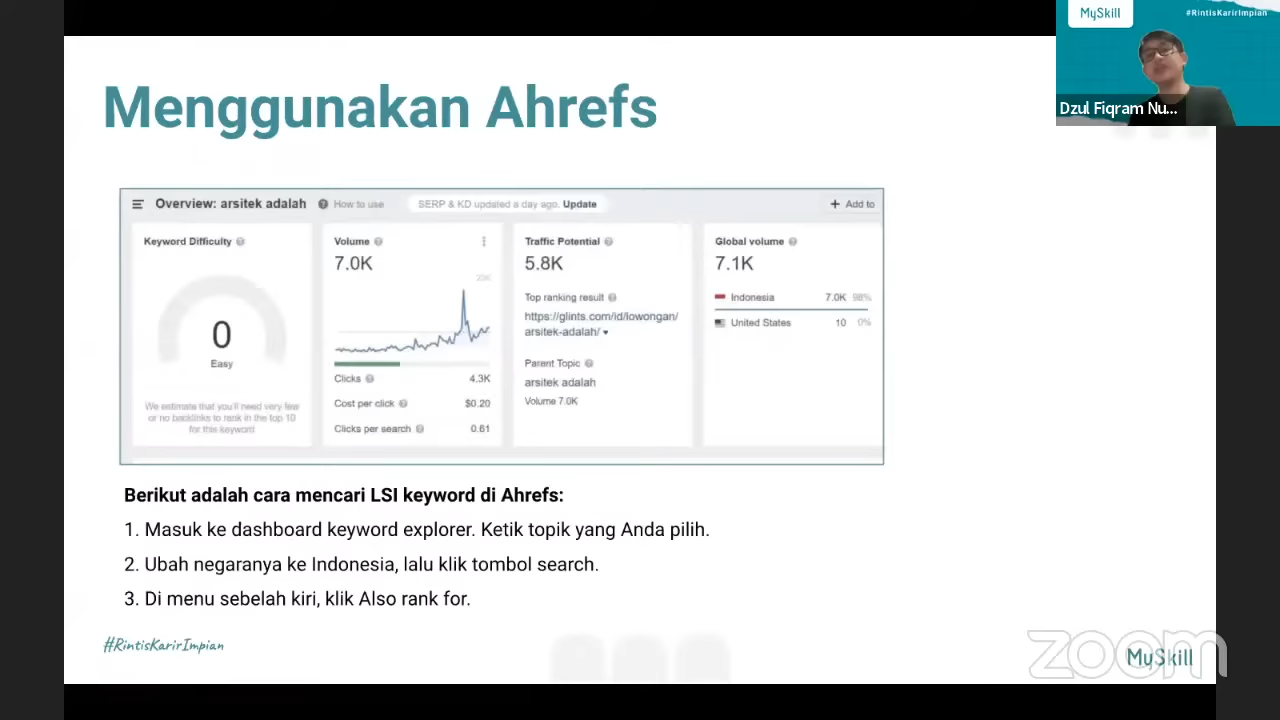 MySkill
#RintisKarirImpian
Dzul Fiqram Nu...
Menggunakan Ahrefs
Overview: arsitek adalah
How to use
SERP & KD updated a day ago. Update
+ Add to
Keyword Difficulty
0
Easy
We estimate that you'll need very few
or no backlinks to rank in the top 10
for this keyword
Volume
7.0K
23K
Clicks 4.3K
Cost per click $0.20
Clicks per search 0.61
Traffic Potential
5.8K
Top ranking result
https://glints.com/id/lowongan/
arsitek-adalah/
Parent Topic
arsitek adalah
Volume 7.0K
Global volume
7.1K
Indonesia 7.0K 98%
United States 10 0%
Berikut adalah cara mencari LSI keyword di Ahrefs:
1. Masuk ke dashboard keyword explorer. Ketik topik yang Anda pilih.
2. Ubah negaranya ke Indonesia, lalu klik tombol search.
3. Di menu sebelah kiri, klik Also rank for.
#RintisKarirImpian
zoom
MySkill